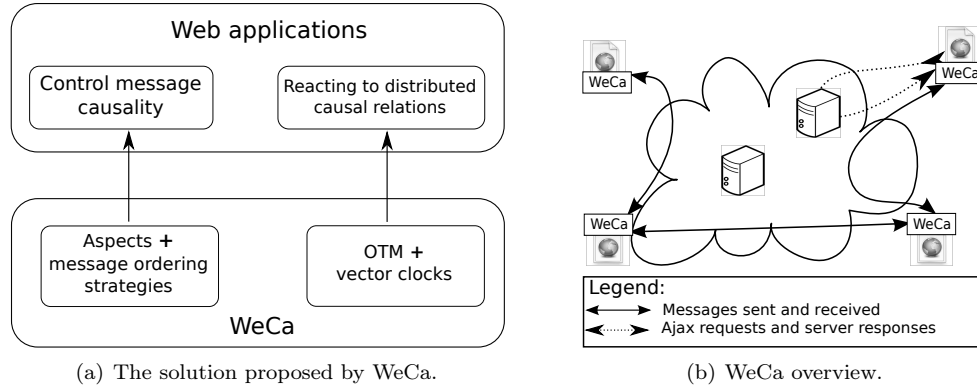 Web applications
Control message
causality
Reacting to distributed
causal relations
Aspects +
message ordering
strategies
OTM +
vector clocks
WeCa
(a) The solution proposed by WeCa.
WeCa
WeCa
WeCa
WeCa
Legend:
Messages sent and received
Ajax requests and server responses
(b) WeCa overview.